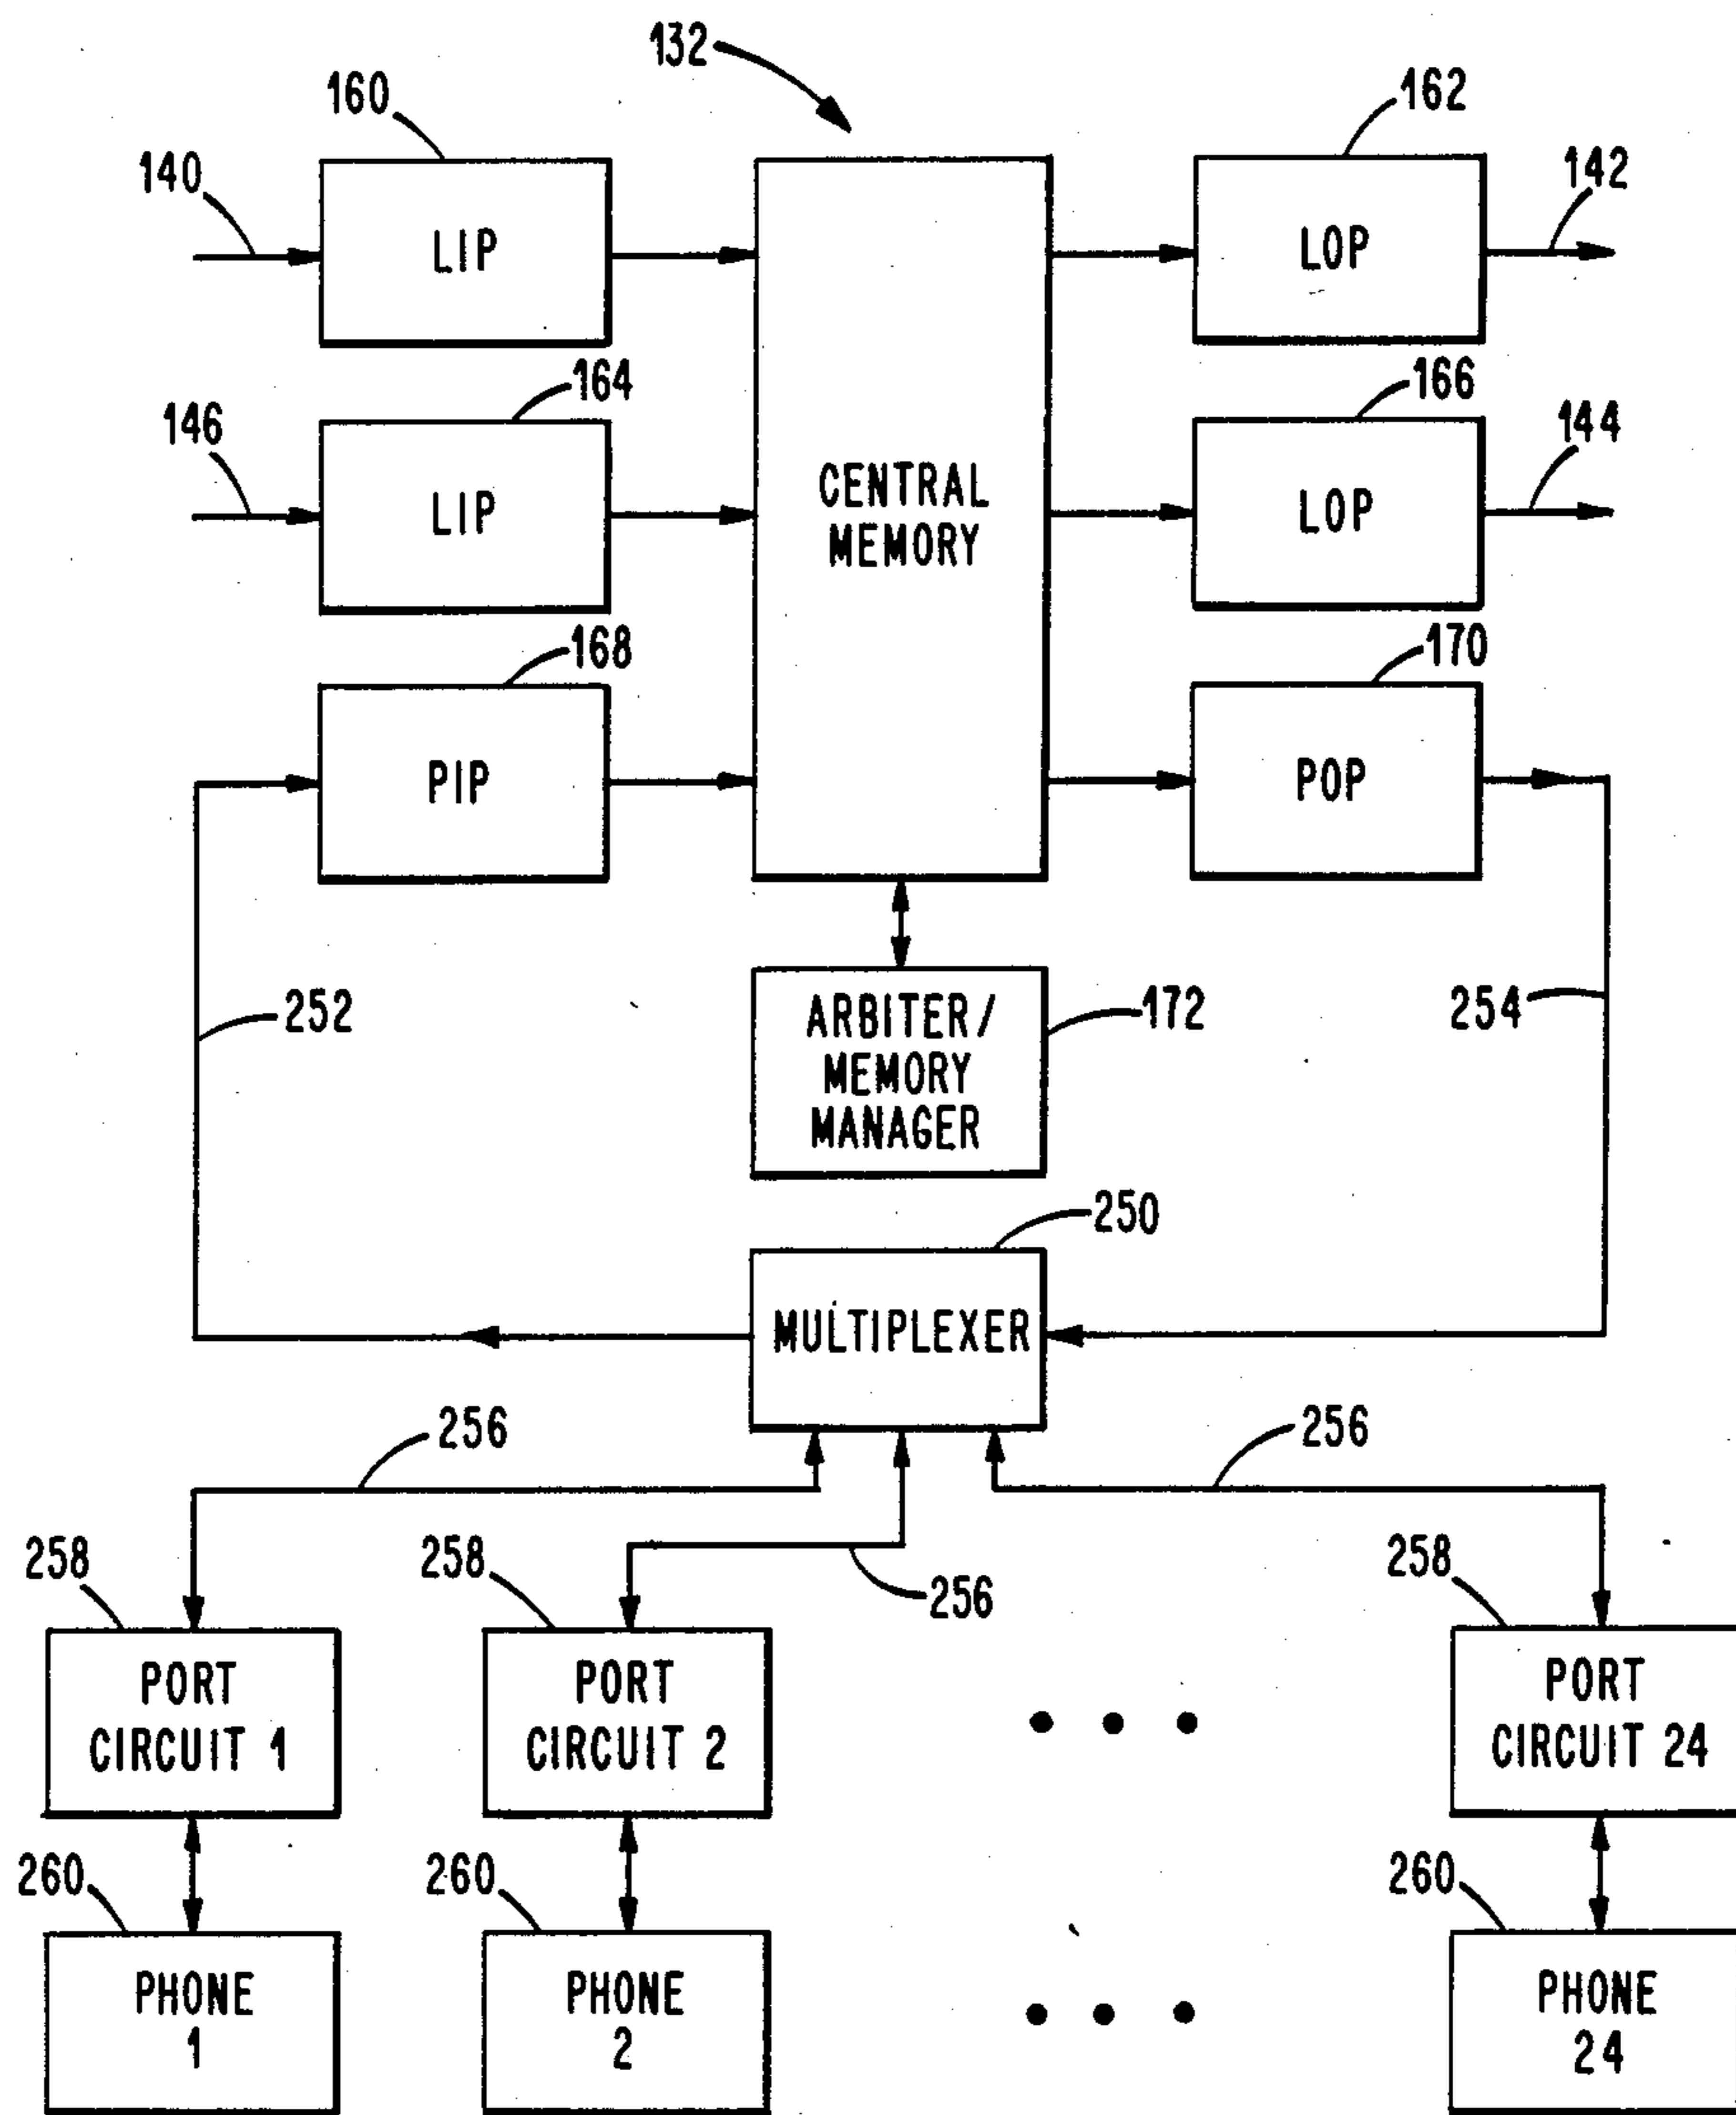 132
160
162
140
LIP
LOP
142
164
166
146
LIP
CENTRAL
MEMORY
LOP
144
168
170
PIP
POP
252
ARBITER/
MEMORY
MANAGER
172
254
250
MULTIPLEXER
256
256
258
258
256
258
PORT
CIRCUIT 1
PORT
CIRCUIT 2
PORT
CIRCUIT 24
260
260
260
PHONE
1
PHONE
2
PHONE
24